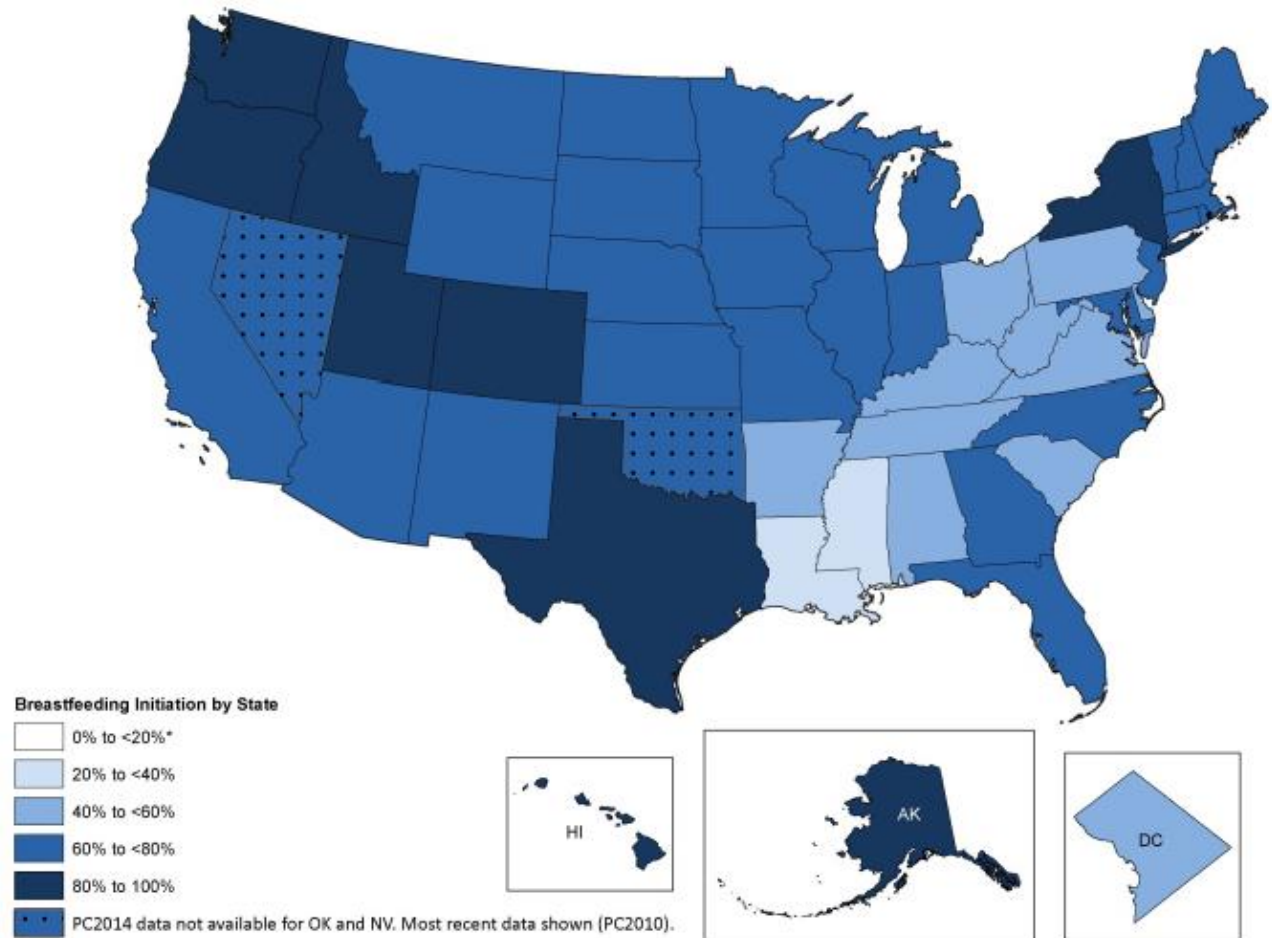 Breastfeeding Initiation by State
0% to <20%*
20% to <40%
40% to <60%
60% to <80%
80% to 100%
PC2014 data not available for OK and NV. Most recent data shown (PC2010).
HI
AK
DC